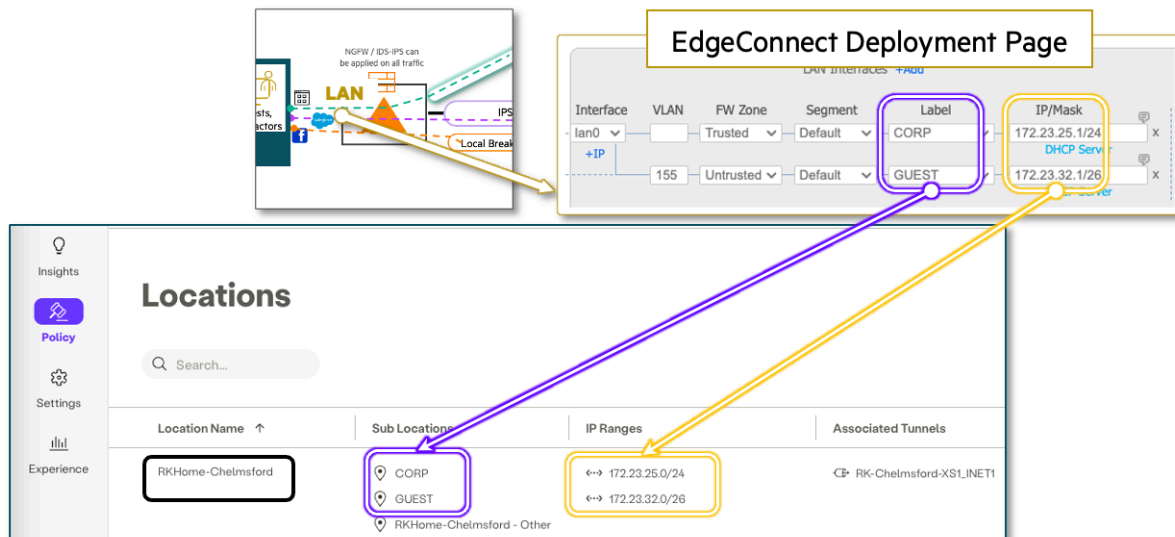 EdgeConnect Deployment Page
NGFW / IDS-IPS can
be applied on all traffic
LAN
sts,
actors
IPS
Local Break
LAN Interfaces +Add
Interface VLAN FW Zone Segment Label IP/Mask
lan0 Trusted Default CORP 172.23.25.1/24 x
+IP DHCP Server
155 Untrusted Default GUEST 172.23.32.1/26 x
Server
Insights
Policy
Settings
Experience
Locations
Search...
Location Name Sub Locations IP Ranges Associated Tunnels
RKHome-Chelmsford CORP 172.23.25.0/24 RK-Chelmsford-XS1_INET1
GUEST 172.23.32.0/26
RKHome-Chelmsford - Other